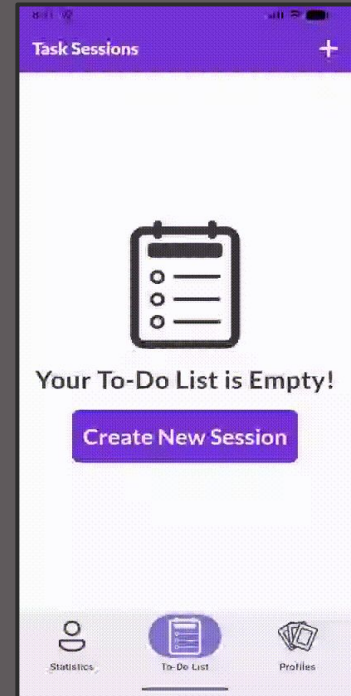 Task Sessions +
Your To-Do List is Empty!
Create New Session
Statistics To-Do List Profiles